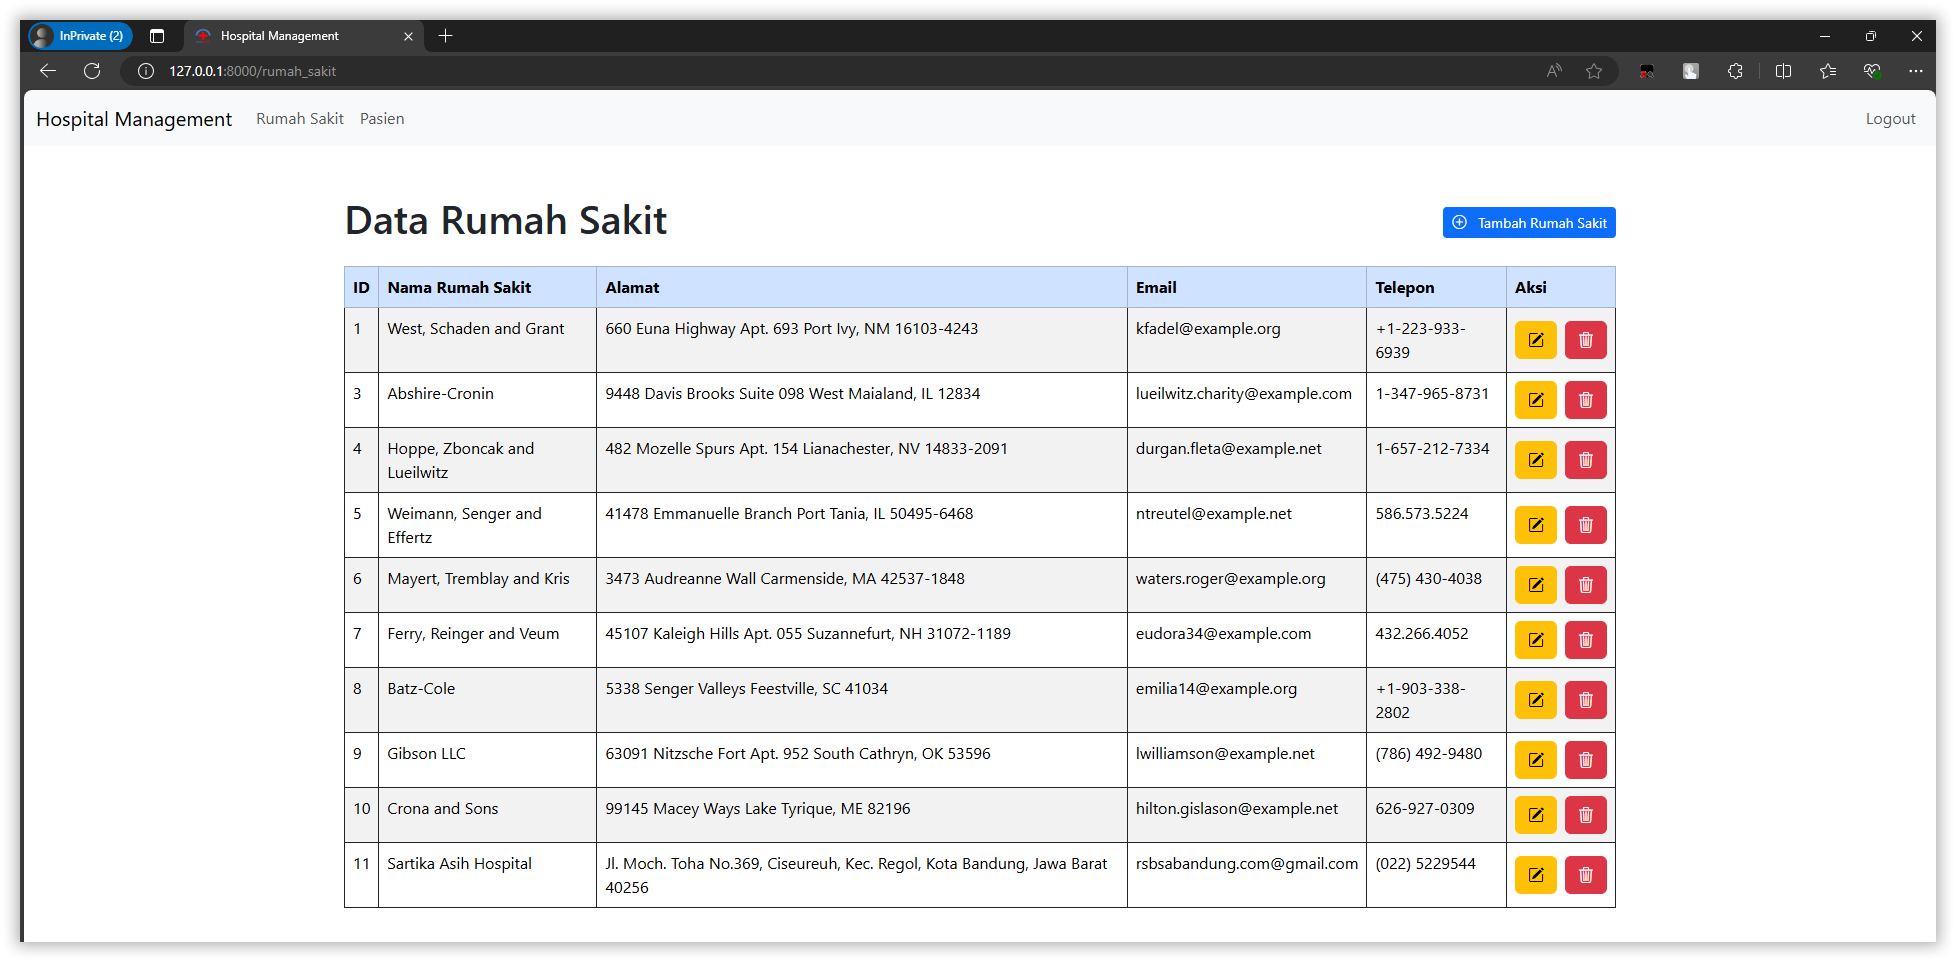 InPrivate (2)
Hospital Management
127.0.0.1:8000/rumah_sakit
Hospital Management Rumah Sakit Pasien Logout
Data Rumah Sakit
Tambah Rumah Sakit
ID Nama Rumah Sakit Alamat Email Telepon Aksi
1 West, Schaden and Grant 660 Euna Highway Apt. 693 Port Ivy, NM 16103-4243 kfadel@example.org +1-223-933-
6939
3 Abshire-Cronin 9448 Davis Brooks Suite 098 West Maialand, IL 12834 lueilwitz.charity@example.com 1-347-965-8731
4 Hoppe, Zboncak and 482 Mozelle Spurs Apt. 154 Lianachester, NV 14833-2091 durgan.fleta@example.net 1-657-212-7334
Lueilwitz
5 Weimann, Senger and 41478 Emmanuelle Branch Port Tania, IL 50495-6468 ntreutel@example.net 586.573.5224
Effertz
6 Mayert, Tremblay and Kris 3473 Audreanne Wall Carmenside, MA 42537-1848 waters.roger@example.org (475) 430-4038
7 Ferry, Reinger and Veum 45107 Kaleigh Hills Apt. 055 Suzannefurt, NH 31072-1189 eudora34@example.com 432.266.4052
8 Batz-Cole 5338 Senger Valleys Feestville, SC 41034 emilia14@example.org +1-903-338-
2802
9 Gibson LLC 63091 Nitzsche Fort Apt. 952 South Cathryn, OK 53596 lwilliamson@example.net (786) 492-9480
10 Crona and Sons 99145 Macey Ways Lake Tyrique, ME 82196 hilton.gislason@example.net 626-927-0309
11 Sartika Asih Hospital Jl. Moch. Toha No.369, Ciseureuh, Kec. Regol, Kota Bandung, Jawa Barat rsbsabandung.com@gmail.com (022) 5229544
40256